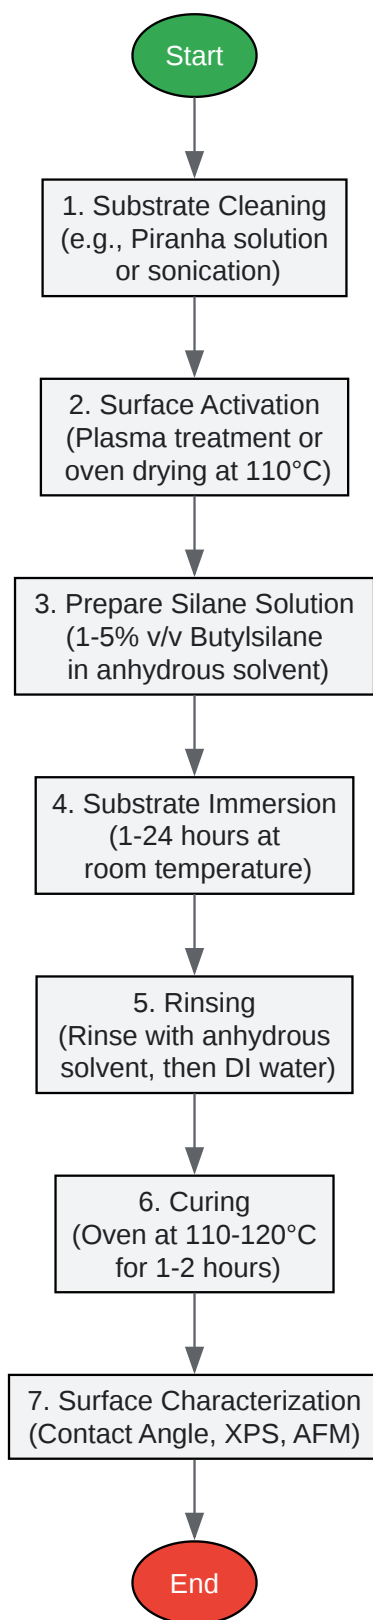 Start
1. Substrate Cleaning
(e.g., Piranha solution
or sonication)
2. Surface Activation
(Plasma treatment or
oven drying at 110°C)
3. Prepare Silane Solution
(1-5% v/v Butylsilane
in anhydrous solvent)
4. Substrate Immersion
(1-24 hours at
room temperature)
5. Rinsing
(Rinse with anhydrous
solvent, then DI water)
6. Curing
(Oven at 110-120°C
for 1-2 hours)
7. Surface Characterization
(Contact Angle, XPS, AFM)
End